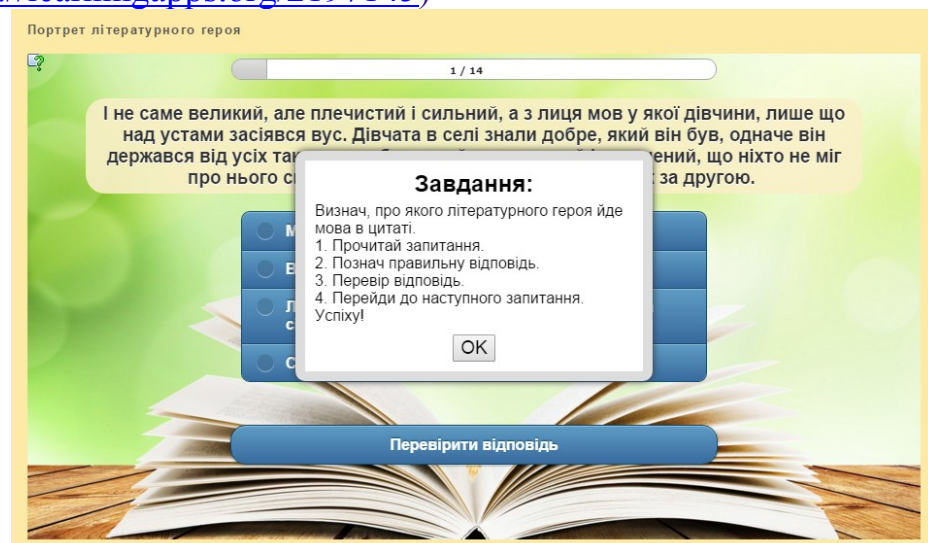 learningapps.org/
Портрет літературного героя
1 / 14
І не саме великий, але плечистий і сильний, а з лиця мов у якої дівчини, лише що
над устами засіявся вус. Дівчата в селі знали добре, який він був, одначе він
держався від усіх що ніхто не міг
про нього за другою.
Завдання:
Визнач, про якого літературного героя йде
мова в цитаті.
1. Прочитай запитання.
2. Познач правильну відповідь.
3. Перевір відповідь.
4. Перейди до наступного запитання.
Успіху!
OK
Перевірити відповідь